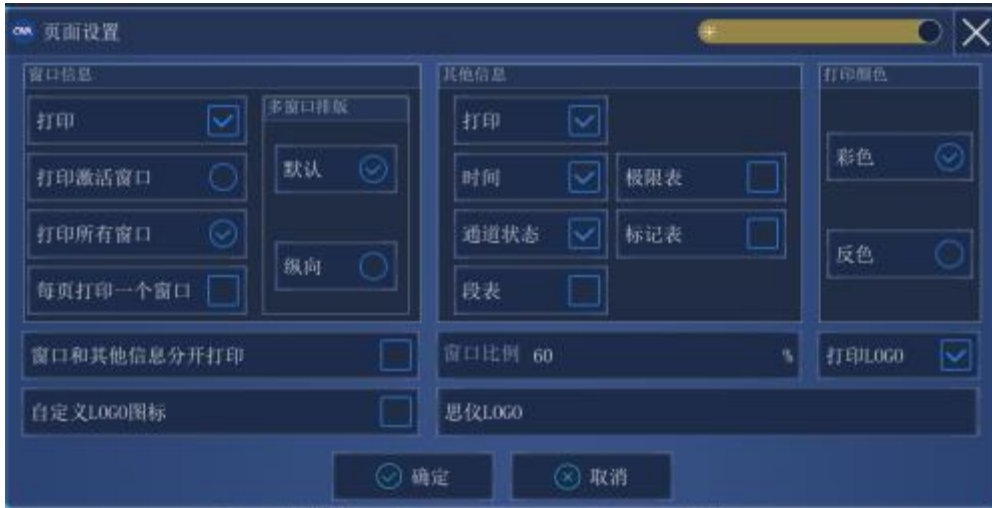 CNA 页面设置
窗口信息
打印
打印激活窗口
打印所有窗口
每页打印一个窗口
多窗口排版
默认
纵向
其他信息
打印
时间
极限表
通道状态
标记表
段表
打印颜色
彩色
反色
窗口和其他信息分开打印
窗口比例 60 %
打印LOGO
自定义LOGO图标
思仪LOGO
确定
取消